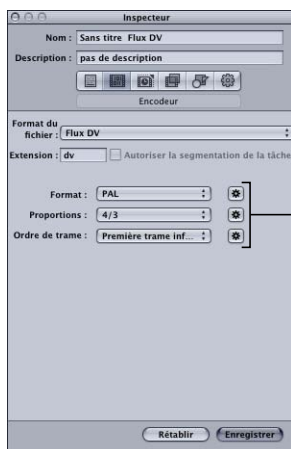 Inspecteur
Nom : Sans titre Flux DV
Description : pas de description
Encodeur
Format du
fichier : Flux DV
Extension : dv Autoriser la segmentation de la tâche
Format : PAL
Proportions : 4/3
Ordre de trame : Première trame inf...
Rétablir Enregistrer